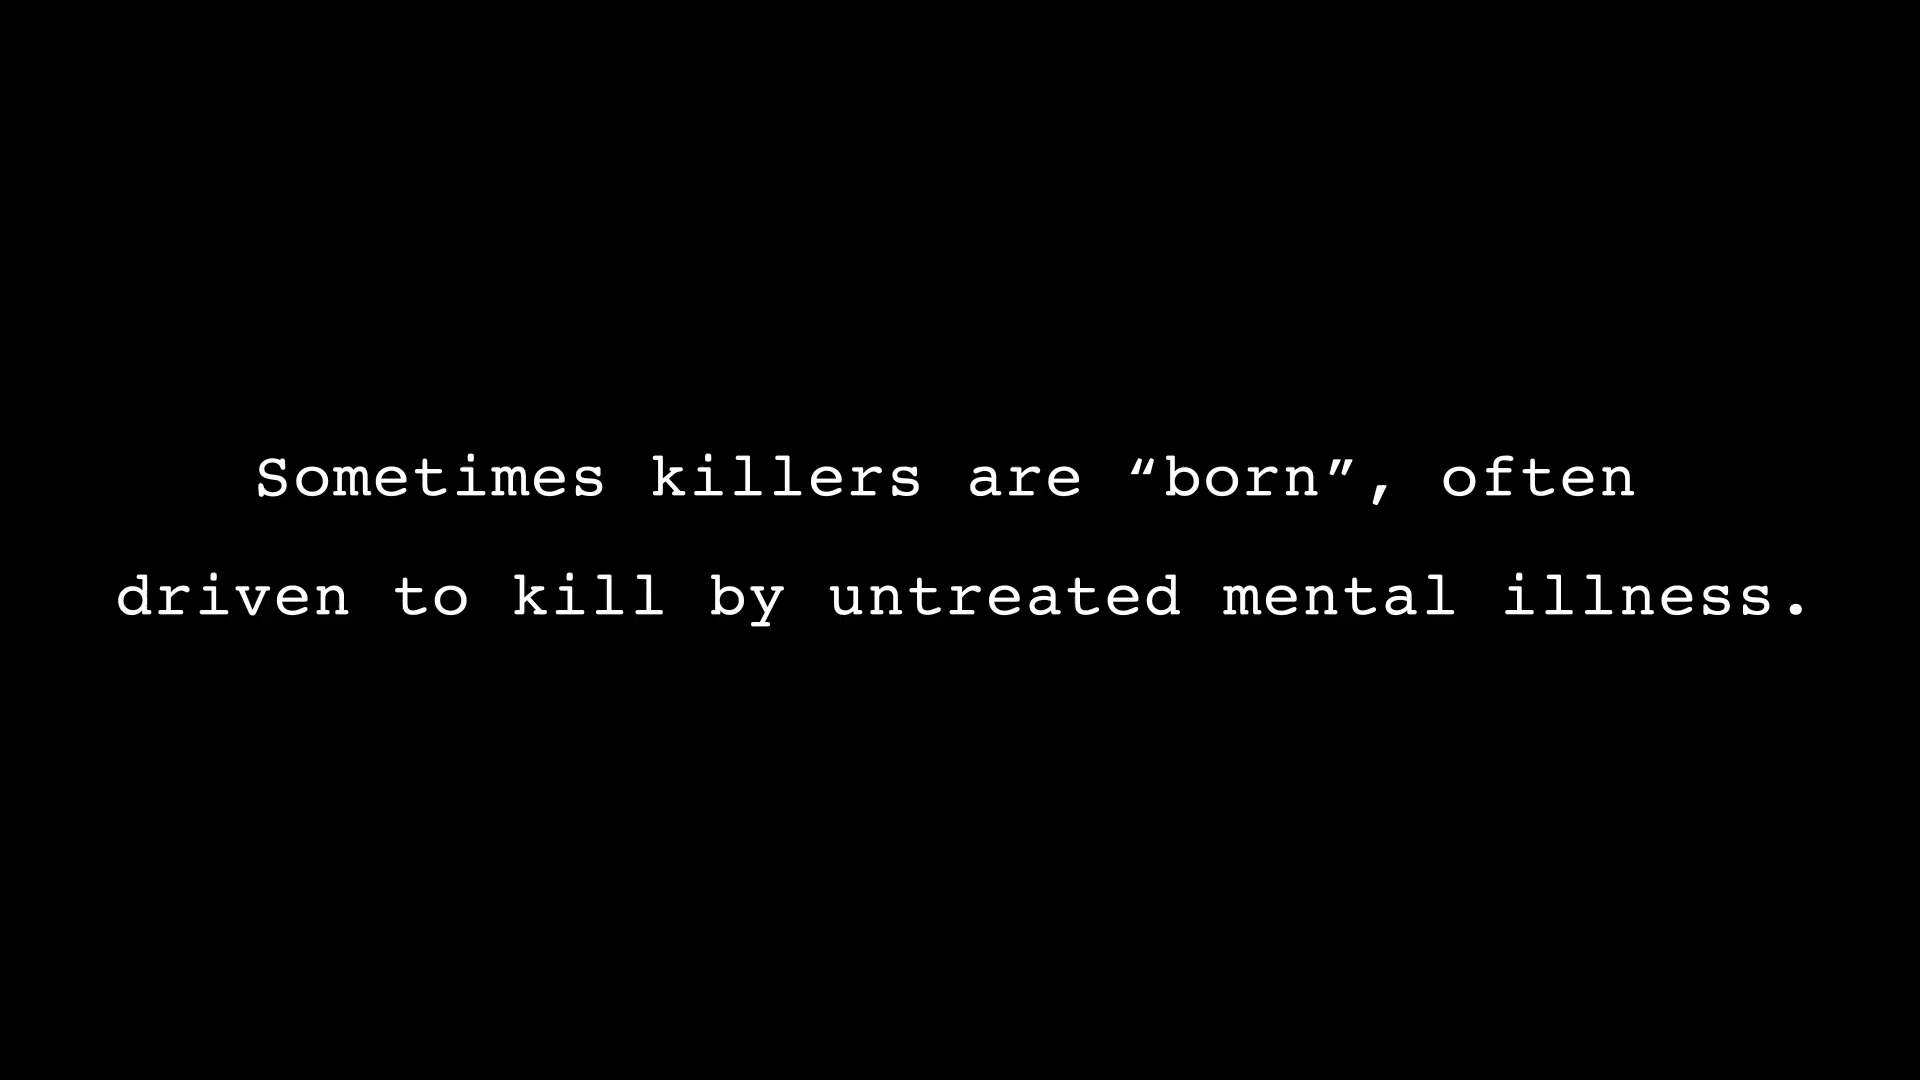 Sometimes killers are “born”, often
driven to kill by untreated mental illness.